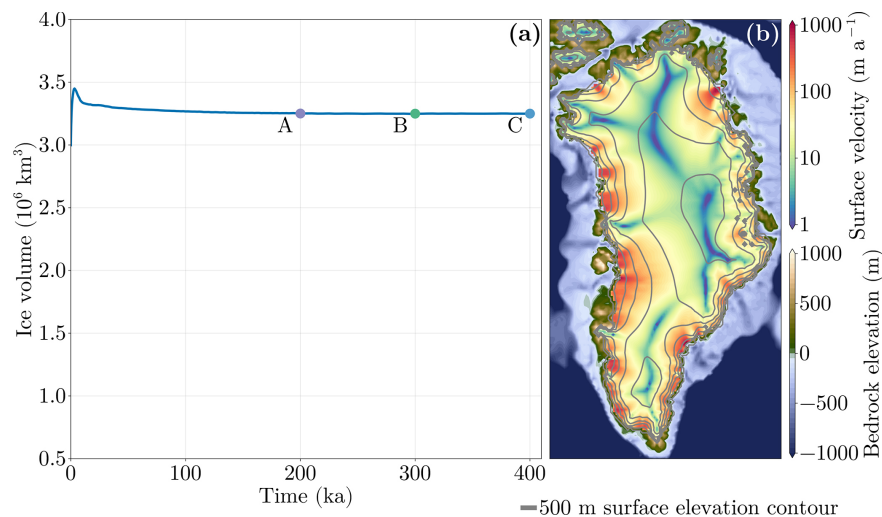 (a)
4.0
3.5
3.0
2.5
2.0
1.5
1.0
0.5
Ice volume (10⁶ km³)
A
B
C
0
100
200
300
400
Time (ka)
(b)
1000
100
10
1
Surface velocity (m a⁻¹)
1000
500
0
−500
−1000
Bedrock elevation (m)
500 m surface elevation contour